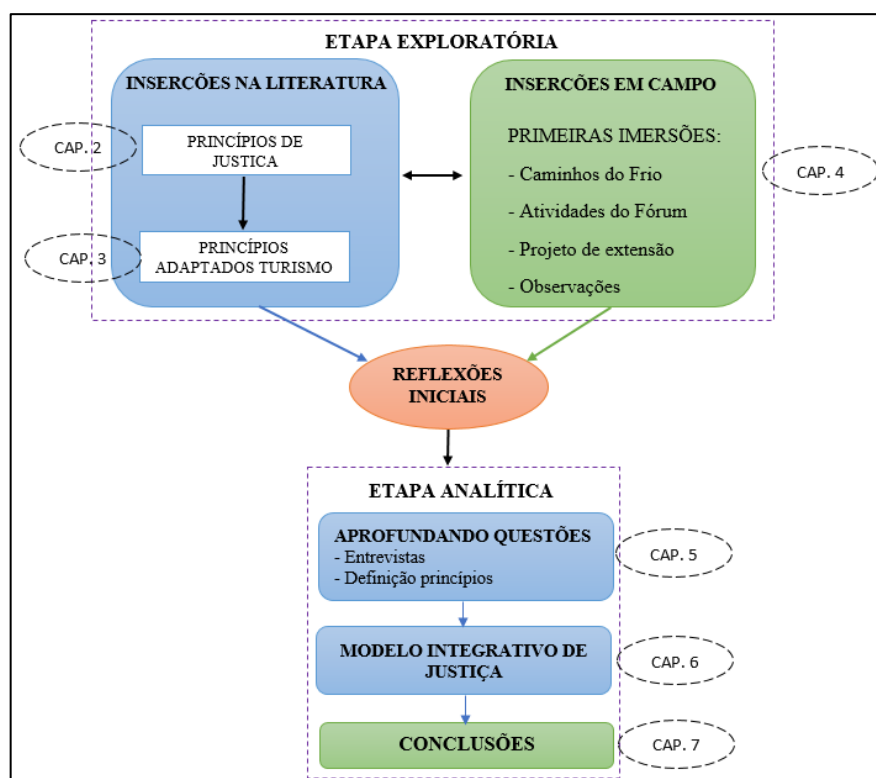 ETAPA EXPLORATÓRIA
INSERCÕES NA LITERATURA
CAP. 2
PRINCÍPIOS DE
JUSTICA
CAP. 3
PRINCÍPIOS
ADAPTADOS TURISMO
INSERCÕES EM CAMPO
PRIMEIRAS IMERSÕES:
- Caminhos do Frio
- Atividades do Fórum
- Projeto de extensão
- Observações
CAP. 4
REFLEXÕES
INICIAIS
ETAPA ANALÍTICA
APROFUNDANDO QUESTÕES
- Entrevistas
- Definição princípios
CAP. 5
MODELO INTEGRATIVO DE
JUSTIÇA
CAP. 6
CONCLUSÕES
CAP. 7